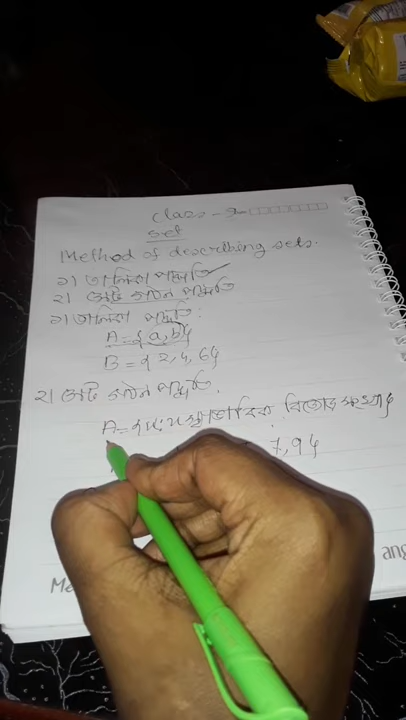 Class - 9
Set
Method of describing sets.
১) তালিকা পদ্ধতি
২) সেট গঠন পদ্ধতি
১) তালিকা পদ্ধতি:
A = {a, b}
B = {2, 4, 6}
২) সেট গঠন পদ্ধতি.
A = {x: x স্বাভাবিক বিজোড় সংখ্যা}
7, 9}